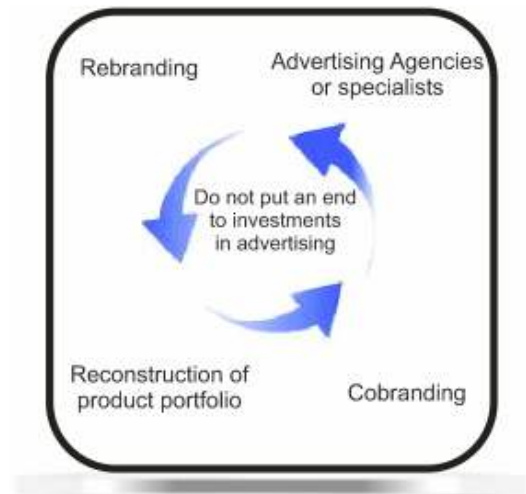 Rebranding
Advertising Agencies
or specialists
Do not put an end
to investments
in advertising
Reconstruction of
product portfolio
Cobranding